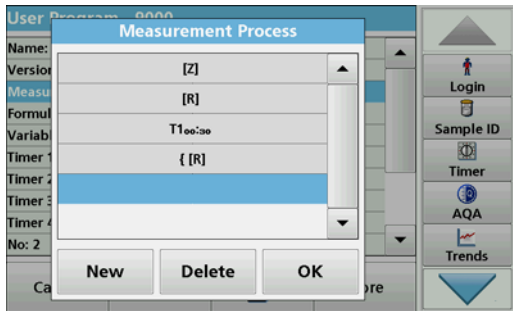 User Program 9000
Measurement Process
Name:
[Z]
Version
[R]
Measu
Formul
T1₀₀:₃₀
Variabl
{ [R]
Timer 1
Timer 2
Timer 3
Timer 4
No: 2
New
Delete
OK
Ca
ore
Login
Sample ID
Timer
AQA
Trends